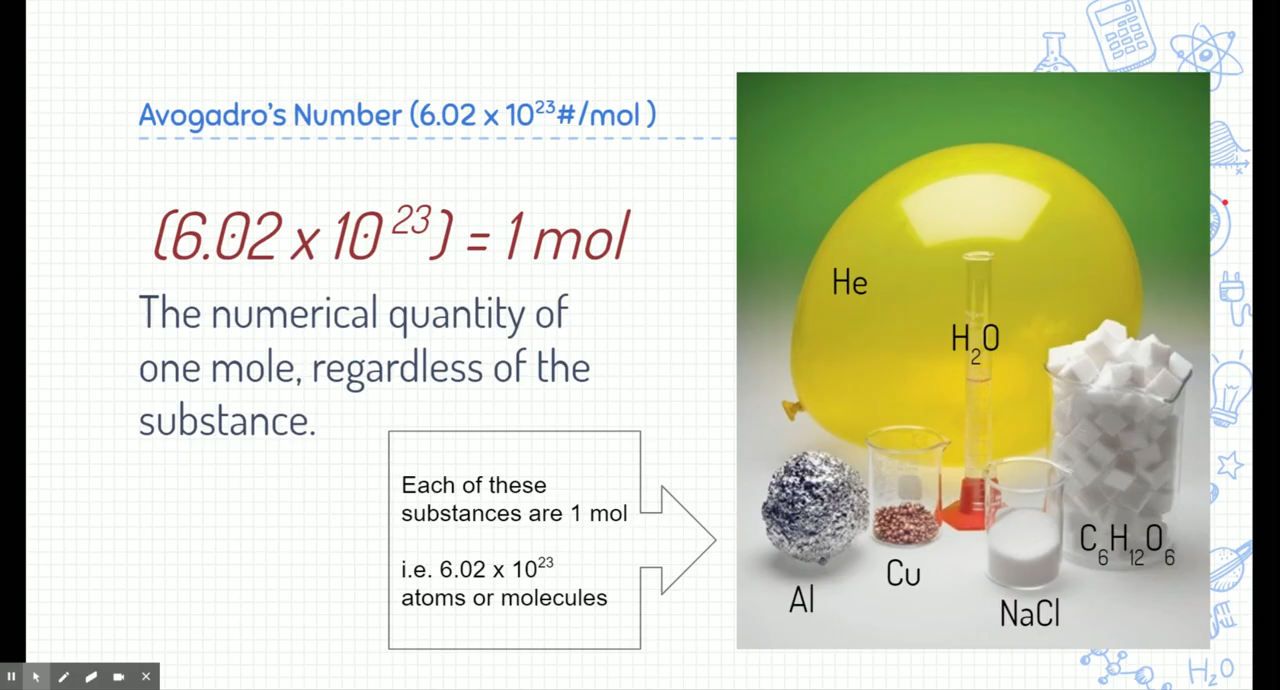 Avogadro's Number (6.02 x 10²³#/mol )
(6.02 x 10²³) = 1 mol
The numerical quantity of
one mole, regardless of the
substance.
Each of these
substances are 1 mol
i.e. 6.02 x 10²³
atoms or molecules
He
H₂O
Al
Cu
NaCl
C₆H₁₂O₆
H₂O